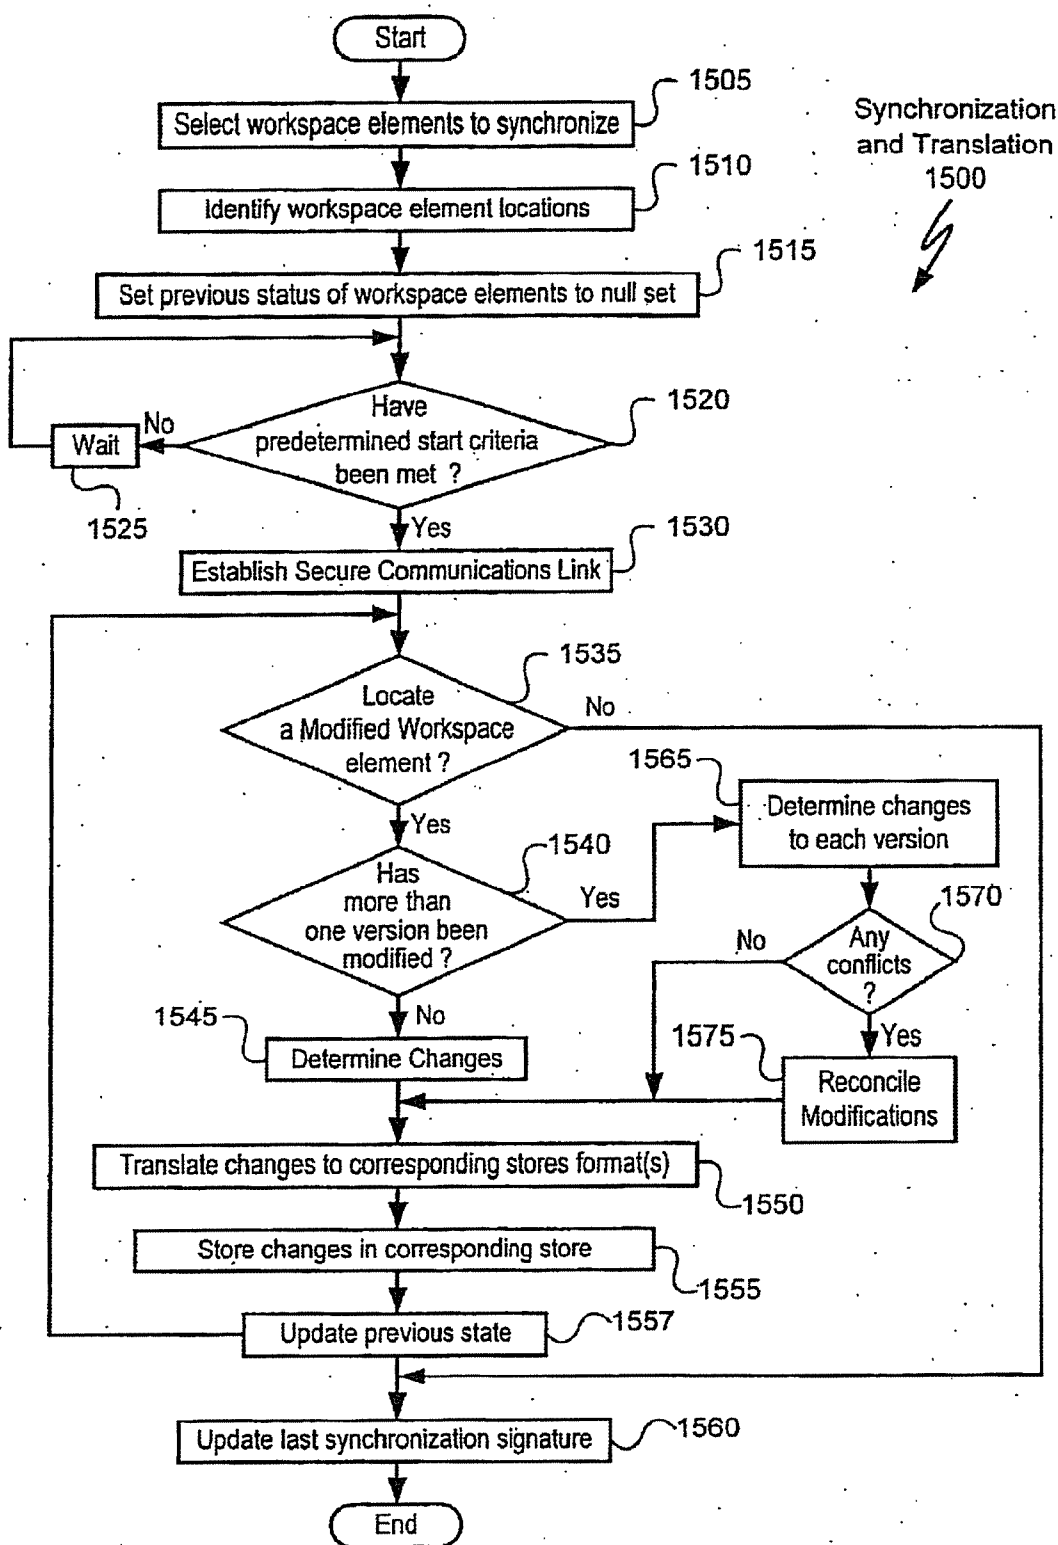 Start
1505
Select workspace elements to synchronize
Synchronization
and Translation
1500
1510
Identify workspace element locations
1515
Set previous status of workspace elements to null set
1520
Have
predetermined start criteria
been met ?
No
Wait
1525
Yes
1530
Establish Secure Communications Link
1535
Locate
a Modified Workspace
element ?
No
Yes
1565
Determine changes
to each version
1540
Has
more than
one version been
modified ?
Yes
1570
Any
conflicts
?
No
No
Yes
1545
Determine Changes
1575
Reconcile
Modifications
Translate changes to corresponding stores format(s)
1550
Store changes in corresponding store
1555
Update previous state
1557
Update last synchronization signature
1560
End